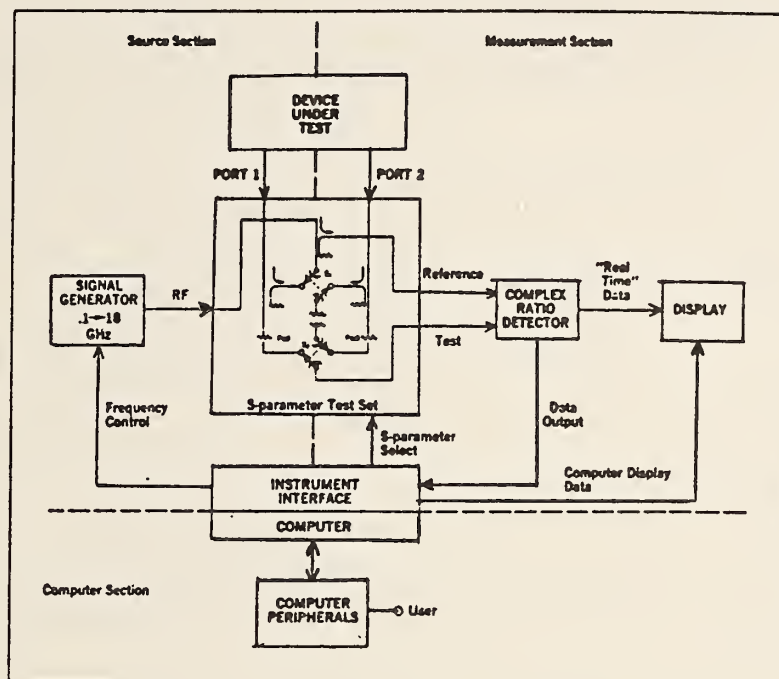 Source Section
Measurement Section
DEVICE
UNDER
TEST
PORT 1
PORT 2
SIGNAL
GENERATOR
.1→18
GHz
RF
Reference
Test
COMPLEX
RATIO
DETECTOR
"Real
Time"
Data
DISPLAY
S-parameter Test Set
Frequency
Control
S-parameter
Select
Data
Output
Computer Display
Data
INSTRUMENT
INTERFACE
COMPUTER
Computer Section
COMPUTER
PERIPHERALS
User